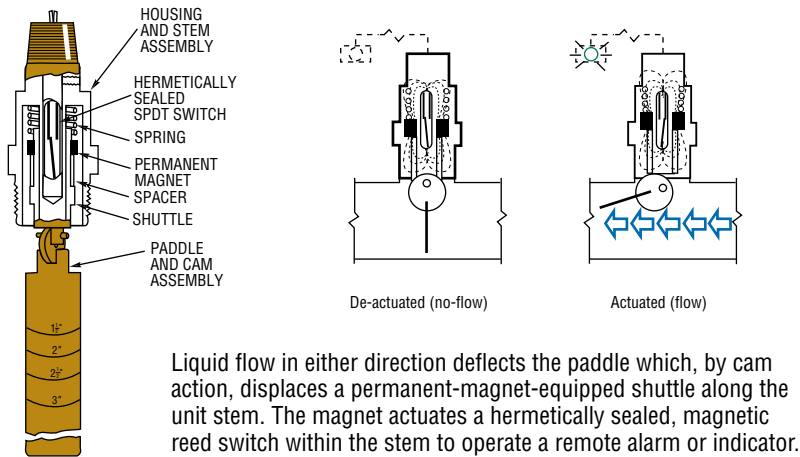 HOUSING
AND STEM
ASSEMBLY
HERMETICALLY
SEALED
SPDT SWITCH
SPRING
PERMANENT
MAGNET
SPACER
SHUTTLE
PADDLE
AND CAM
ASSEMBLY
1½"
2"
2½"
3"
De-actuated (no-flow)
Actuated (flow)
Liquid flow in either direction deflects the paddle which, by cam
action, displaces a permanent-magnet-equipped shuttle along the
unit stem. The magnet actuates a hermetically sealed, magnetic
reed switch within the stem to operate a remote alarm or indicator.